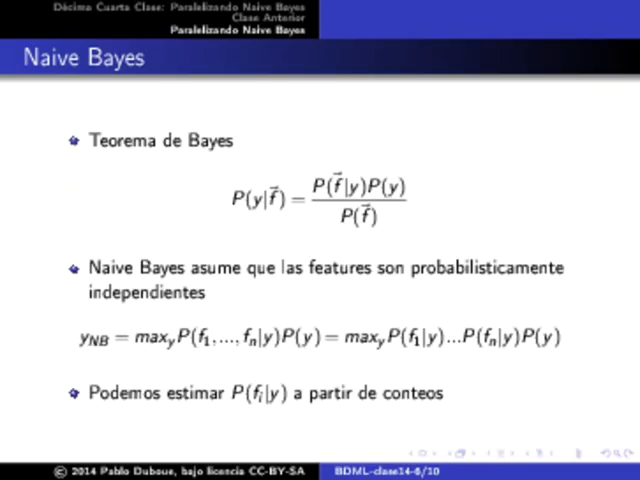 Décima Cuarta Clase: Paralelizando Naive Bayes
Clase Anterior
Paralelizando Naive Bayes
Naive Bayes
Teorema de Bayes
P(y|f⃗) = P(f⃗|y)P(y) / P(f⃗)
Naive Bayes asume que las features son probabilisticamente
independientes
y_NB = max_y P(f_1, ..., f_n|y)P(y) = max_y P(f_1|y)...P(f_n|y)P(y)
Podemos estimar P(f_i|y) a partir de conteos
© 2014 Pablo Duboue, bajo licencia CC-BY-SA BDML-clase14-6/10